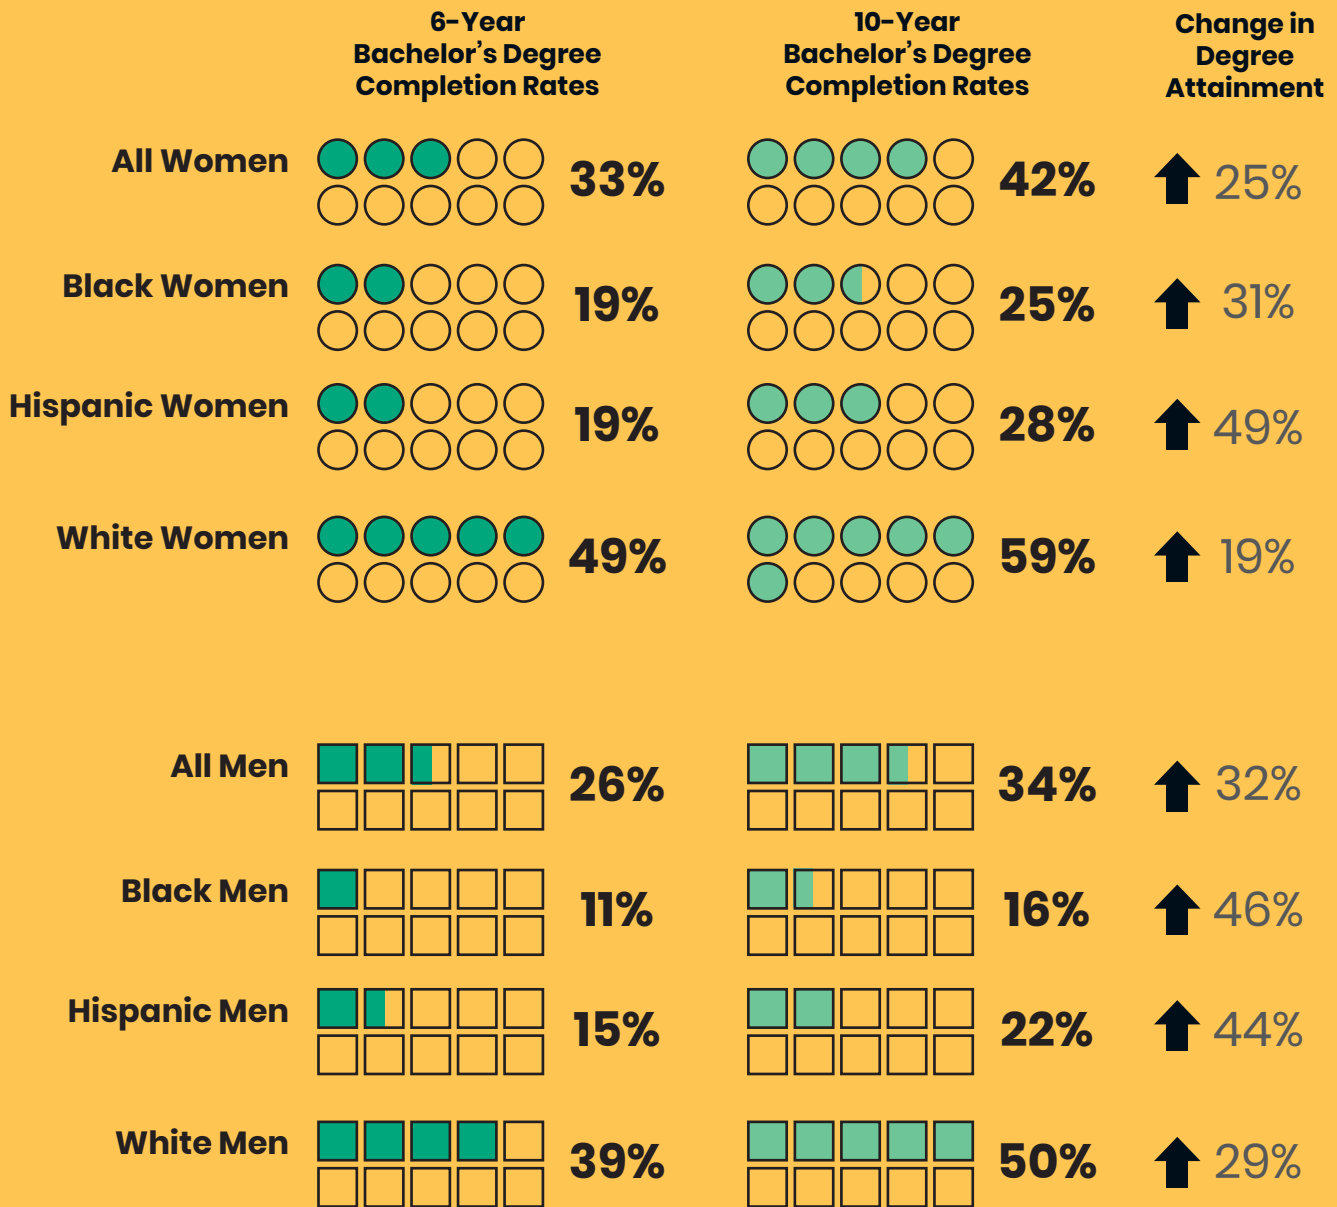 6-Year
Bachelor’s Degree
Completion Rates
10-Year
Bachelor’s Degree
Completion Rates
Change in
Degree
Attainment
All Women 33% 42% 25%
Black Women 19% 25% 31%
Hispanic Women 19% 28% 49%
White Women 49% 59% 19%
All Men 26% 34% 32%
Black Men 11% 16% 46%
Hispanic Men 15% 22% 44%
White Men 39% 50% 29%